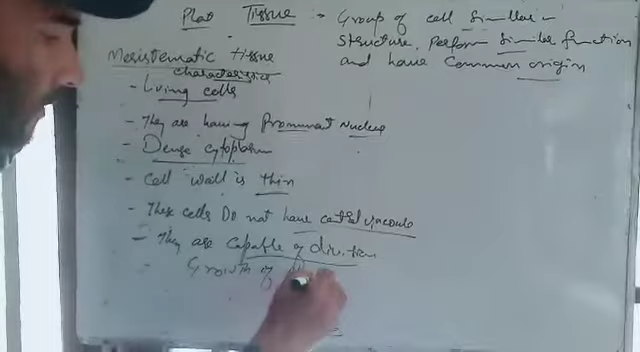 Plat Tissue → Group of cell similar in
structure, perform similar function
and have common origin
Meristematic tissue
characteristics
- Living cells
- They are having Prominent Nucleus
- Dense cytoplasm
- Cell wall is thin
- These cells Do not have central vacuole
- They are capable of division
- Growth of